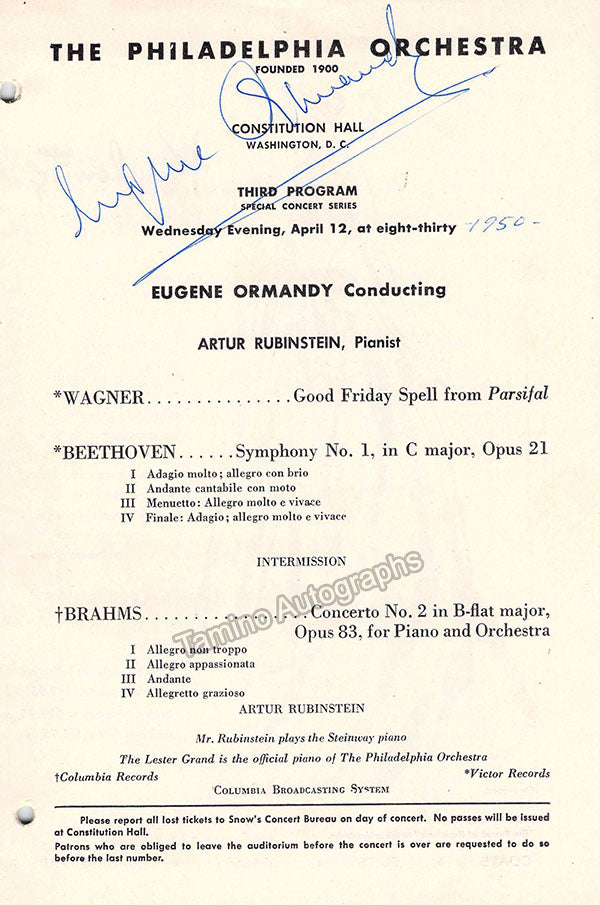 THE PHILADELPHIA ORCHESTRA
FOUNDED 1900
Eugene Ormandy
CONSTITUTION HALL
WASHINGTON, D. C.
THIRD PROGRAM
SPECIAL CONCERT SERIES
Wednesday Evening, April 12, at eight-thirty -1950-
EUGENE ORMANDY Conducting
ARTUR RUBINSTEIN, Pianist
*WAGNER...............Good Friday Spell from Parsifal
*BEETHOVEN......Symphony No. 1, in C major, Opus 21
I Adagio molto; allegro con brio
II Andante cantabile con moto
III Menuetto: Allegro molto e vivace
IV Finale: Adagio; allegro molto e vivace
INTERMISSION
†BRAHMS..................Concerto No. 2 in B-flat major,
Opus 83, for Piano and Orchestra
I Allegro non troppo
II Allegro appassionata
III Andante
IV Allegretto grazioso
ARTUR RUBINSTEIN
Mr. Rubinstein plays the Steinway piano
The Lester Grand is the official piano of The Philadelphia Orchestra
†Columbia Records *Victor Records
COLUMBIA BROADCASTING SYSTEM
Please report all lost tickets to Snow's Concert Bureau on day of concert. No passes will be issued
at Constitution Hall.
Patrons who are obliged to leave the auditorium before the concert is over are requested to do so
before the last number.
Tamino Autographs